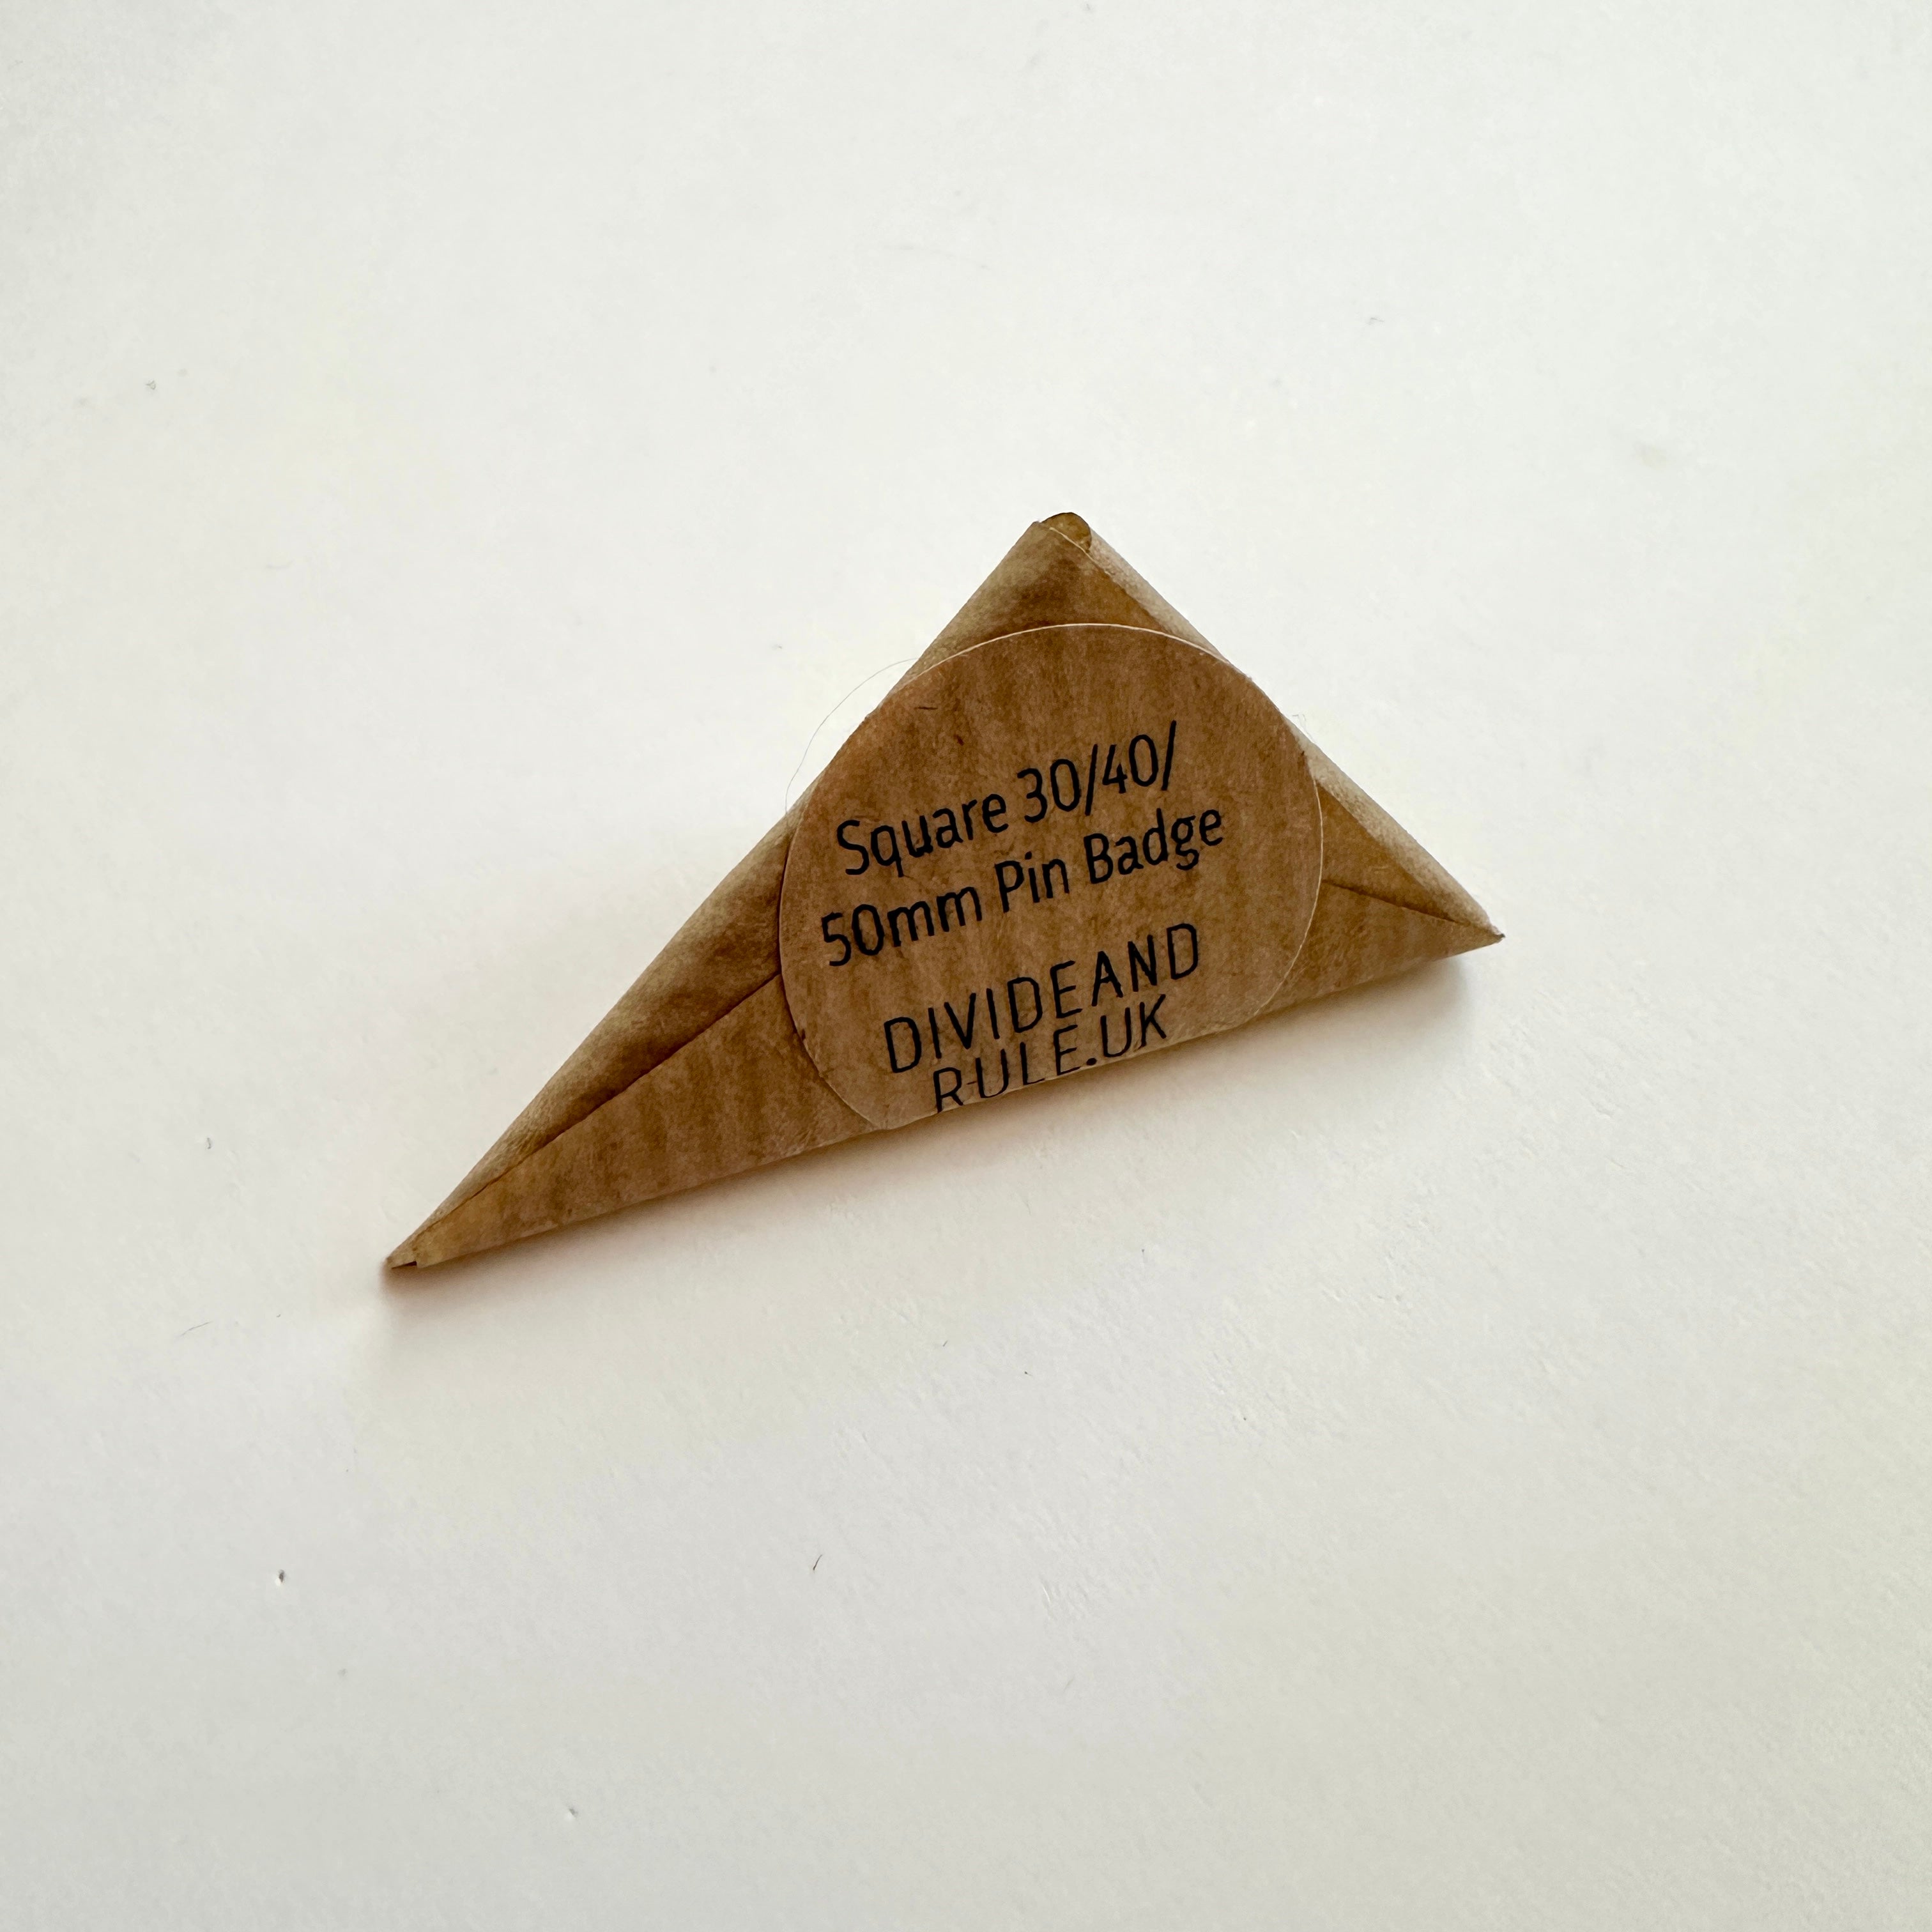 Square 30/40/
50mm Pin Badge
DIVIDEAND
RULE.UK